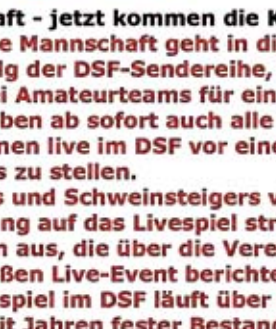 aft - jetzt kommen die K
e Mannschaft geht in di
lg der DSF-Sendereihe,
i Amateurteams für ein
ben ab sofort auch alle
nen live im DSF vor eine
s zu stellen.
s und Schweinsteigers v
ng auf das Livespiel str
n aus, die über die Vere
ßen Live-Event berichte
spiel im DSF läuft über
it Jahren fester Bestan